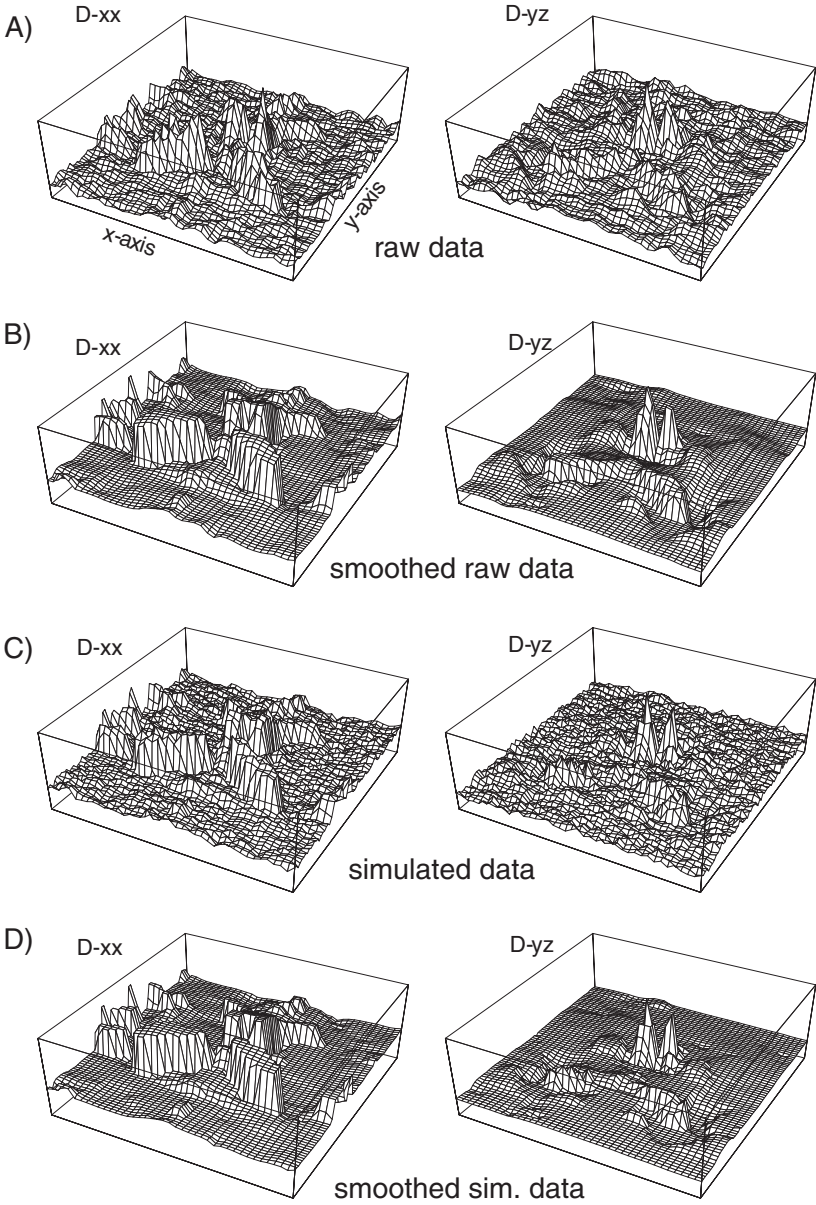 A)
D-xx
D-yz
x-axis
y-axis
raw data
B)
D-xx
D-yz
smoothed raw data
C)
D-xx
D-yz
simulated data
D)
D-xx
D-yz
smoothed sim. data